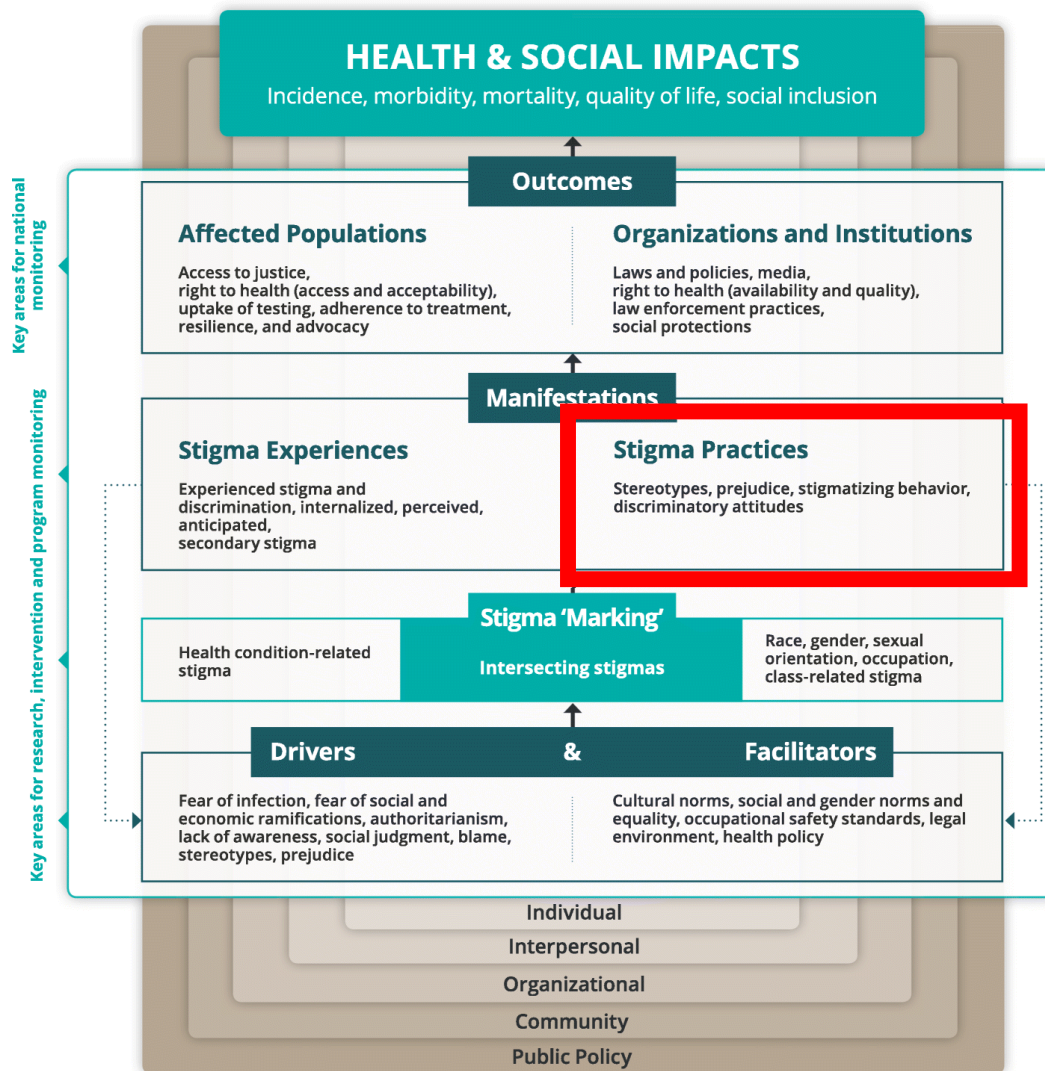 HEALTH & SOCIAL IMPACTS
Incidence, morbidity, mortality, quality of life, social inclusion
Key areas for national
monitoring
Outcomes
Affected Populations
Access to justice,
right to health (access and acceptability),
uptake of testing, adherence to treatment,
resilience, and advocacy
Organizations and Institutions
Laws and policies, media,
right to health (availability and quality),
law enforcement practices,
social protections
Key areas for research, intervention and program monitoring
Manifestations
Stigma Experiences
Experienced stigma and
discrimination, internalized, perceived,
anticipated,
secondary stigma
Stigma Practices
Stereotypes, prejudice, stigmatizing behavior,
discriminatory attitudes
Stigma ‘Marking’
Health condition-related
stigma
Intersecting stigmas
Race, gender, sexual
orientation, occupation,
class-related stigma
Drivers & Facilitators
Fear of infection, fear of social and
economic ramifications, authoritarianism,
lack of awareness, social judgment, blame,
stereotypes, prejudice
Cultural norms, social and gender norms and
equality, occupational safety standards, legal
environment, health policy
Individual
Interpersonal
Organizational
Community
Public Policy